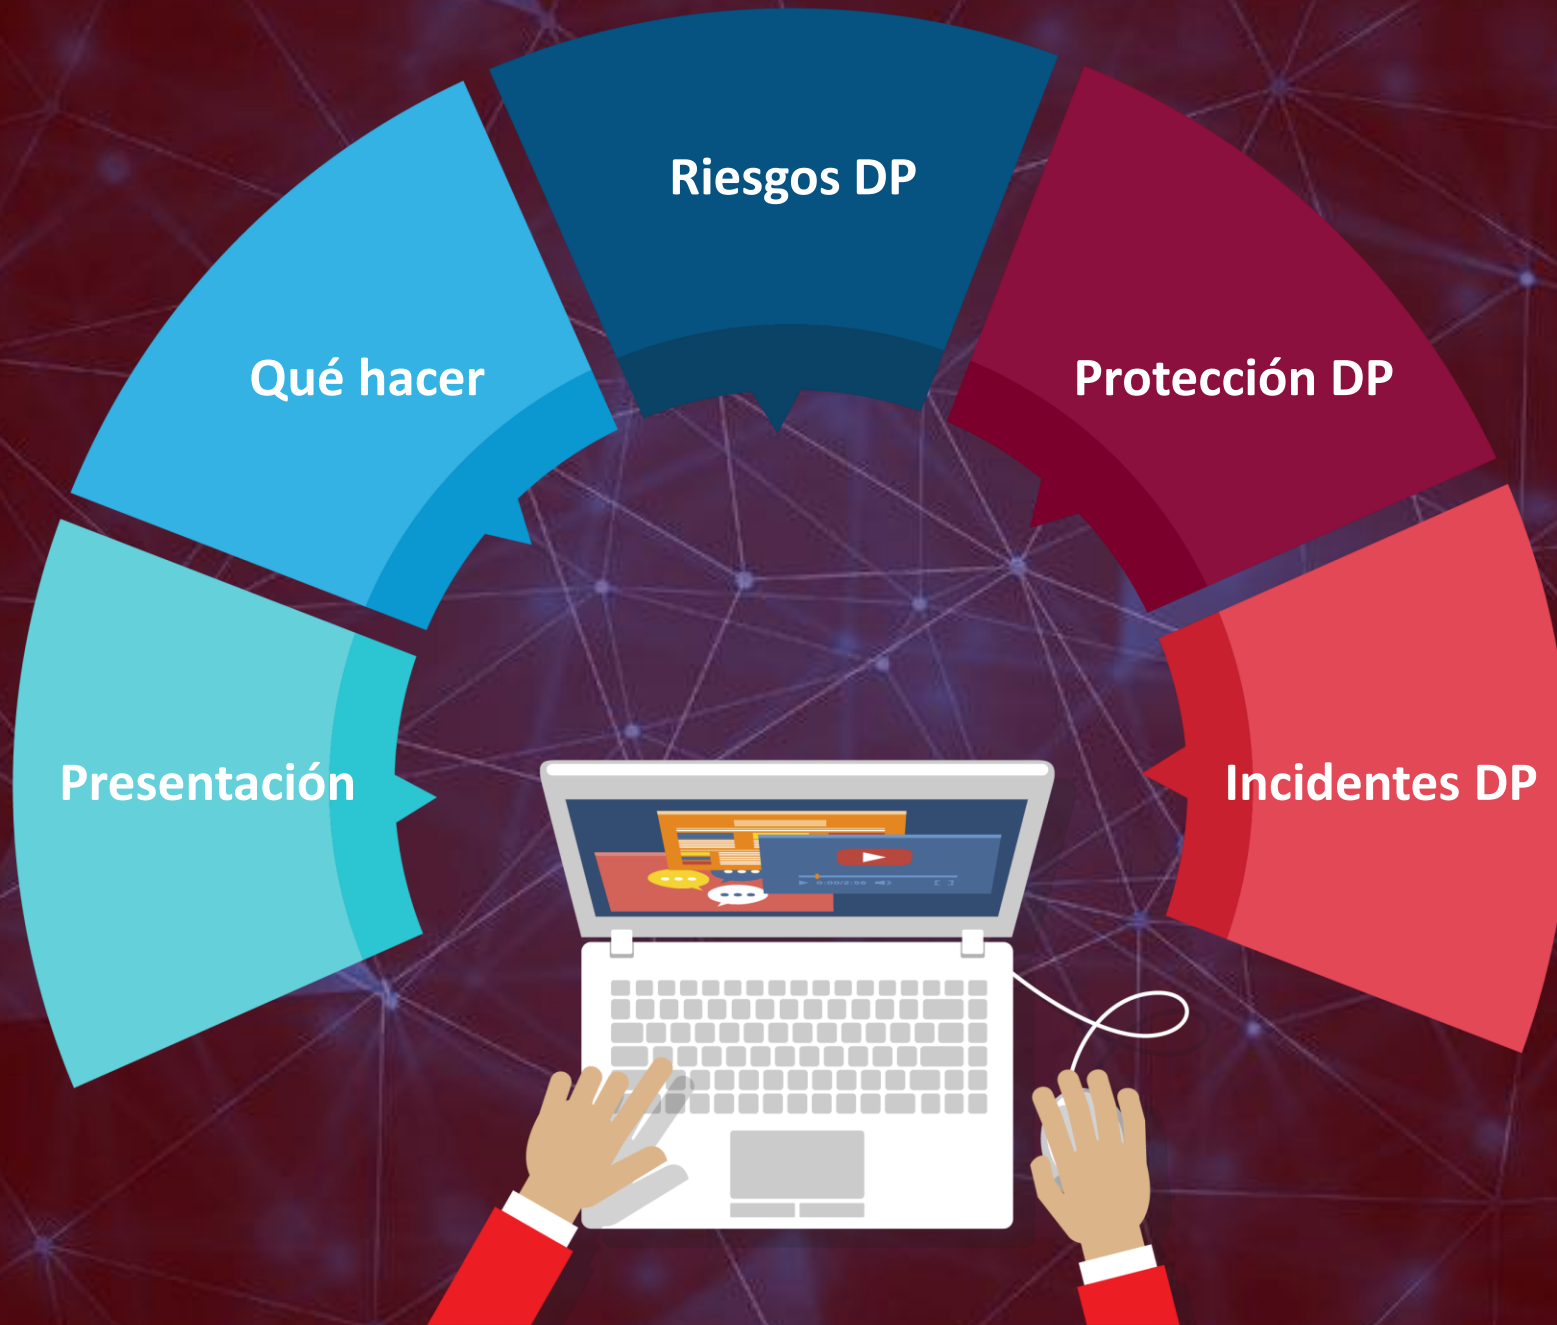 Riesgos DP
Qué hacer
Protección DP
Presentación
Incidentes DP